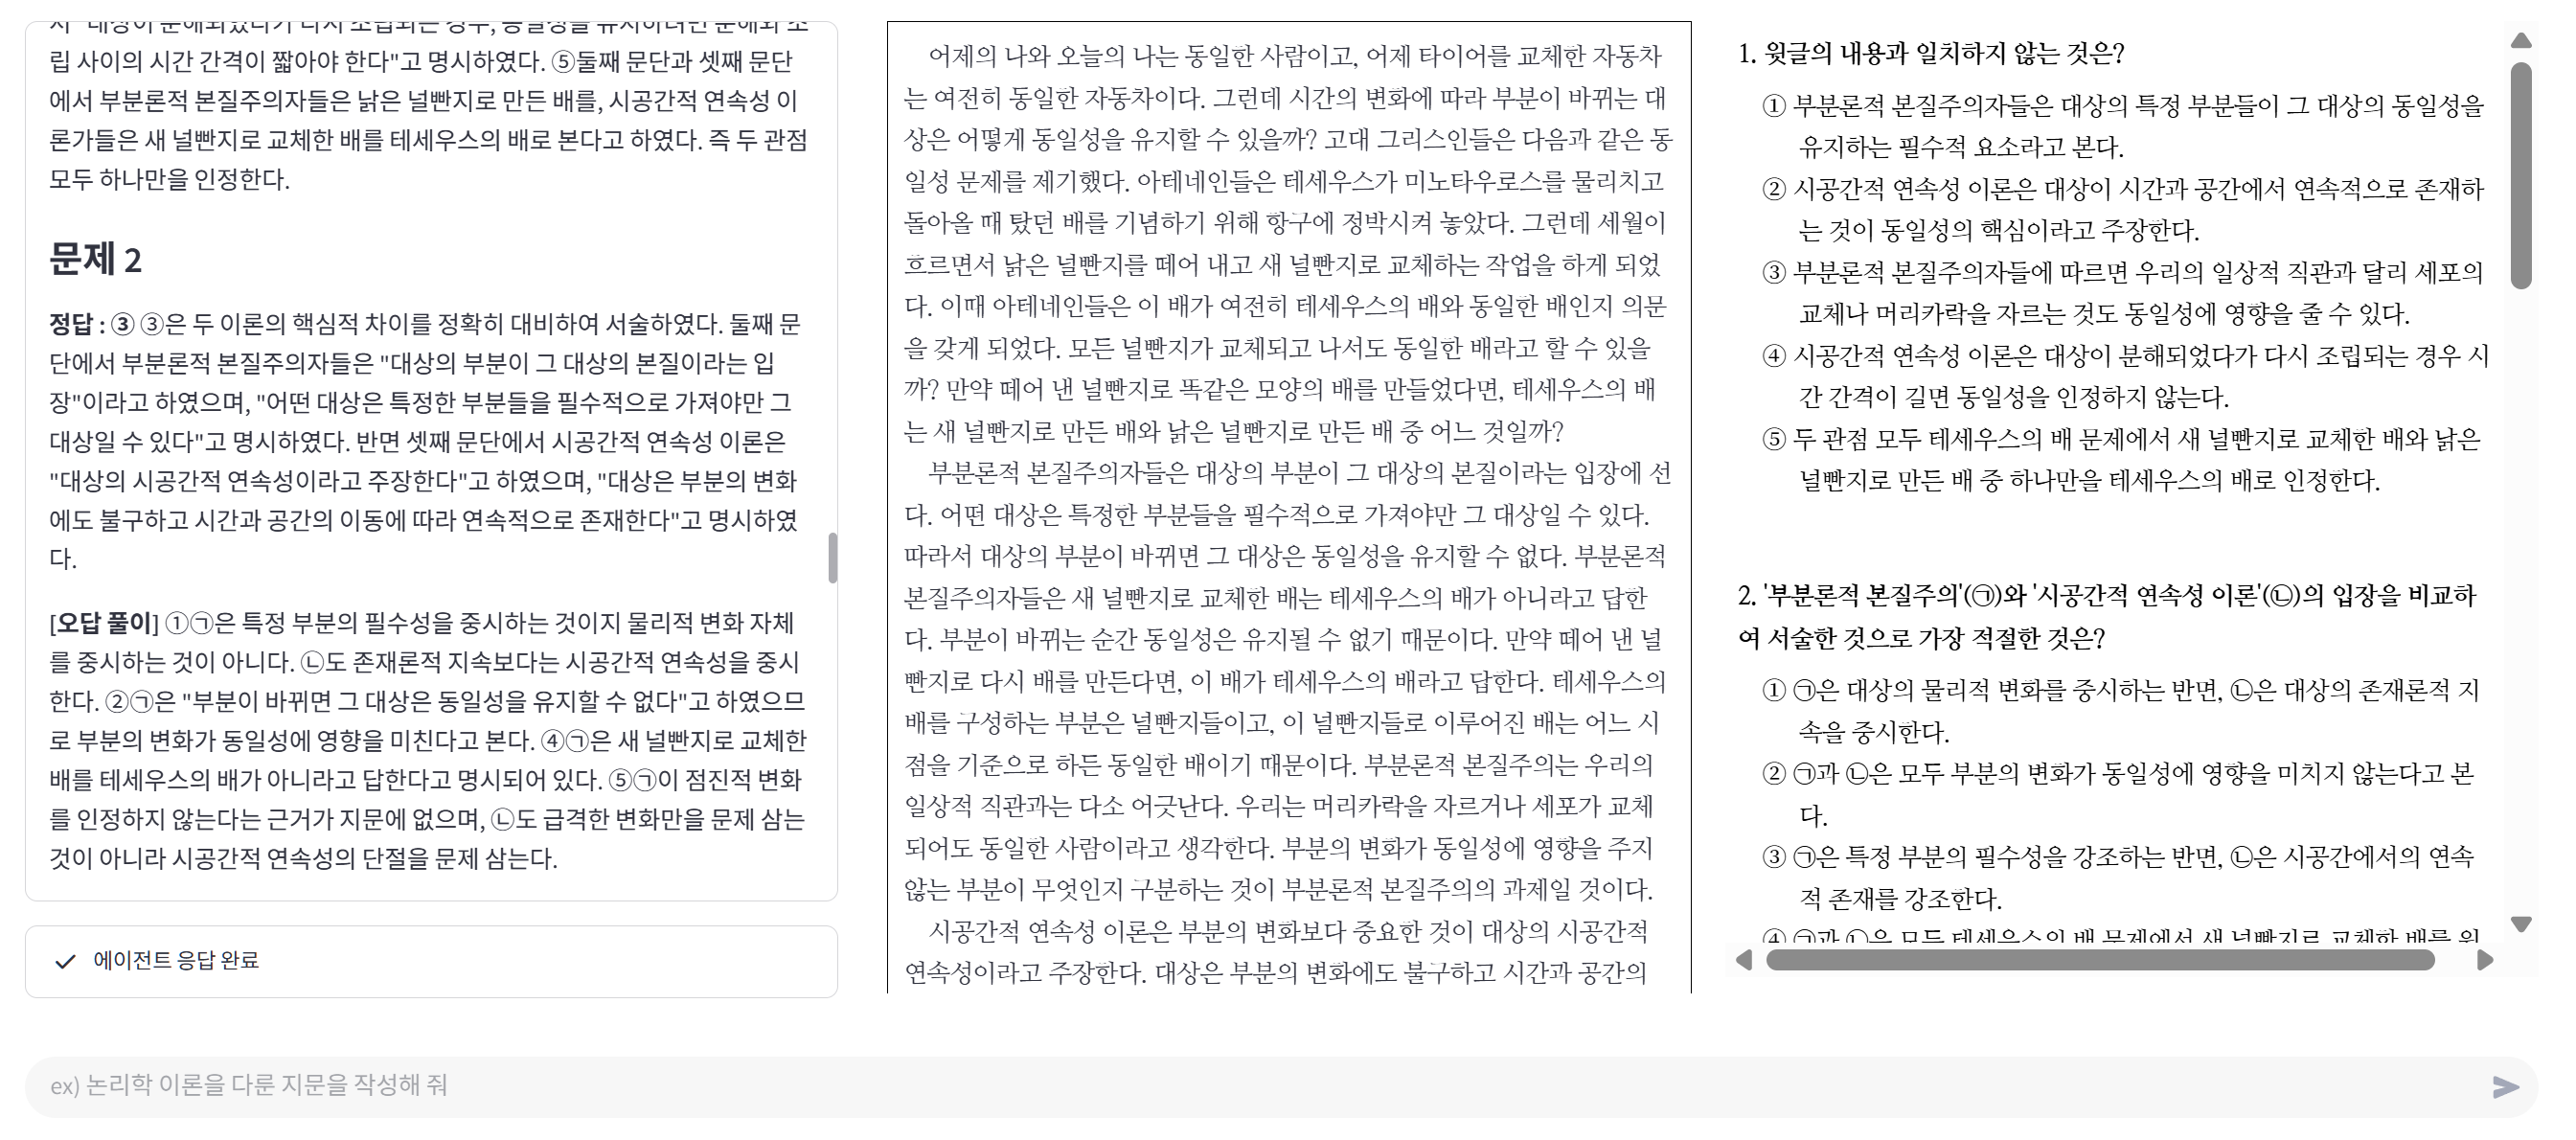 립 사이의 시간 간격이 짧아야 한다"고 명시하였다. ⑤둘째 문단과 셋째 문단
에서 부분론적 본질주의자들은 낡은 널빤지로 만든 배를, 시공간적 연속성 이
론가들은 새 널빤지로 교체한 배를 테세우스의 배로 본다고 하였다. 즉 두 관점
모두 하나만을 인정한다.
문제 2
정답 : ③ ③은 두 이론의 핵심적 차이를 정확히 대비하여 서술하였다. 둘째 문
단에서 부분론적 본질주의자들은 "대상의 부분이 그 대상의 본질이라는 입
장"이라고 하였으며, "어떤 대상은 특정한 부분들을 필수적으로 가져야만 그
대상일 수 있다"고 명시하였다. 반면 셋째 문단에서 시공간적 연속성 이론은
"대상의 시공간적 연속성이라고 주장한다"고 하였으며, "대상은 부분의 변화
에도 불구하고 시간과 공간의 이동에 따라 연속적으로 존재한다"고 명시하였
다.
[오답 풀이] ①㉠은 특정 부분의 필수성을 중시하는 것이지 물리적 변화 자체
를 중시하는 것이 아니다. ㉡도 존재론적 지속보다는 시공간적 연속성을 중시
한다. ②㉠은 "부분이 바뀌면 그 대상은 동일성을 유지할 수 없다"고 하였으므
로 부분의 변화가 동일성에 영향을 미친다고 본다. ④㉠은 새 널빤지로 교체한
배를 테세우스의 배가 아니라고 답한다고 명시되어 있다. ⑤㉠이 점진적 변화
를 인정하지 않는다는 근거가 지문에 없으며, ㉡도 급격한 변화만을 문제 삼는
것이 아니라 시공간적 연속성의 단절을 문제 삼는다.
에이전트 응답 완료
어제의 나와 오늘의 나는 동일한 사람이고, 어제 타이어를 교체한 자동차
는 여전히 동일한 자동차이다. 그런데 시간의 변화에 따라 부분이 바뀌는 대
상은 어떻게 동일성을 유지할 수 있을까? 고대 그리스인들은 다음과 같은 동
일성 문제를 제기했다. 아테네인들은 테세우스가 미노타우로스를 물리치고
돌아올 때 탔던 배를 기념하기 위해 항구에 정박시켜 놓았다. 그런데 세월이
흐르면서 낡은 널빤지를 떼어 내고 새 널빤지로 교체하는 작업을 하게 되었
다. 이때 아테네인들은 이 배가 여전히 테세우스의 배와 동일한 배인지 의문
을 갖게 되었다. 모든 널빤지가 교체되고 나서도 동일한 배라고 할 수 있을
까? 만약 떼어 낸 널빤지로 똑같은 모양의 배를 만들었다면, 테세우스의 배
는 새 널빤지로 만든 배와 낡은 널빤지로 만든 배 중 어느 것일까?
부분론적 본질주의자들은 대상의 부분이 그 대상의 본질이라는 입장에 선
다. 어떤 대상은 특정한 부분들을 필수적으로 가져야만 그 대상일 수 있다.
따라서 대상의 부분이 바뀌면 그 대상은 동일성을 유지할 수 없다. 부분론적
본질주의자들은 새 널빤지로 교체한 배는 테세우스의 배가 아니라고 답한
다. 부분이 바뀌는 순간 동일성은 유지될 수 없기 때문이다. 만약 떼어 낸 널
빤지로 다시 배를 만든다면, 이 배가 테세우스의 배라고 답한다. 테세우스의
배를 구성하는 부분은 널빤지들이고, 이 널빤지들로 이루어진 배는 어느 시
점을 기준으로 하든 동일한 배이기 때문이다. 부분론적 본질주의는 우리의
일상적 직관과는 다소 어긋난다. 우리는 머리카락을 자르거나 세포가 교체
되어도 동일한 사람이라고 생각한다. 부분의 변화가 동일성에 영향을 주지
않는 부분이 무엇인지 구분하는 것이 부분론적 본질주의의 과제일 것이다.
시공간적 연속성 이론은 부분의 변화보다 중요한 것이 대상의 시공간적
연속성이라고 주장한다. 대상은 부분의 변화에도 불구하고 시간과 공간의
1. 윗글의 내용과 일치하지 않는 것은?
① 부분론적 본질주의자들은 대상의 특정 부분들이 그 대상의 동일성을
유지하는 필수적 요소라고 본다.
② 시공간적 연속성 이론은 대상이 시간과 공간에서 연속적으로 존재하
는 것이 동일성의 핵심이라고 주장한다.
③ 부분론적 본질주의자들에 따르면 우리의 일상적 직관과 달리 세포의
교체나 머리카락을 자르는 것도 동일성에 영향을 줄 수 있다.
④ 시공간적 연속성 이론은 대상이 분해되었다가 다시 조립되는 경우 시
간 간격이 길면 동일성을 인정하지 않는다.
⑤ 두 관점 모두 테세우스의 배 문제에서 새 널빤지로 교체한 배와 낡은
널빤지로 만든 배 중 하나만을 테세우스의 배로 인정한다.
2. '부분론적 본질주의'(㉠)와 '시공간적 연속성 이론'(㉡)의 입장을 비교하
여 서술한 것으로 가장 적절한 것은?
① ㉠은 대상의 물리적 변화를 중시하는 반면, ㉡은 대상의 존재론적 지
속을 중시한다.
② ㉠과 ㉡은 모두 부분의 변화가 동일성에 영향을 미치지 않는다고 본
다.
③ ㉠은 특정 부분의 필수성을 강조하는 반면, ㉡은 시공간에서의 연속
적 존재를 강조한다.
④ ㉠과 ㉡은 모두 테세우스의 배 문제에서 새 널빤지로 교체한 배를
ex) 논리학 이론을 다룬 지문을 작성해 줘